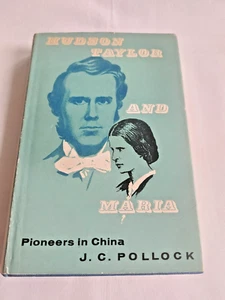 HUDSON
TAYLOR
AND
MARIA
Pioneers in China
J. C. POLLOCK